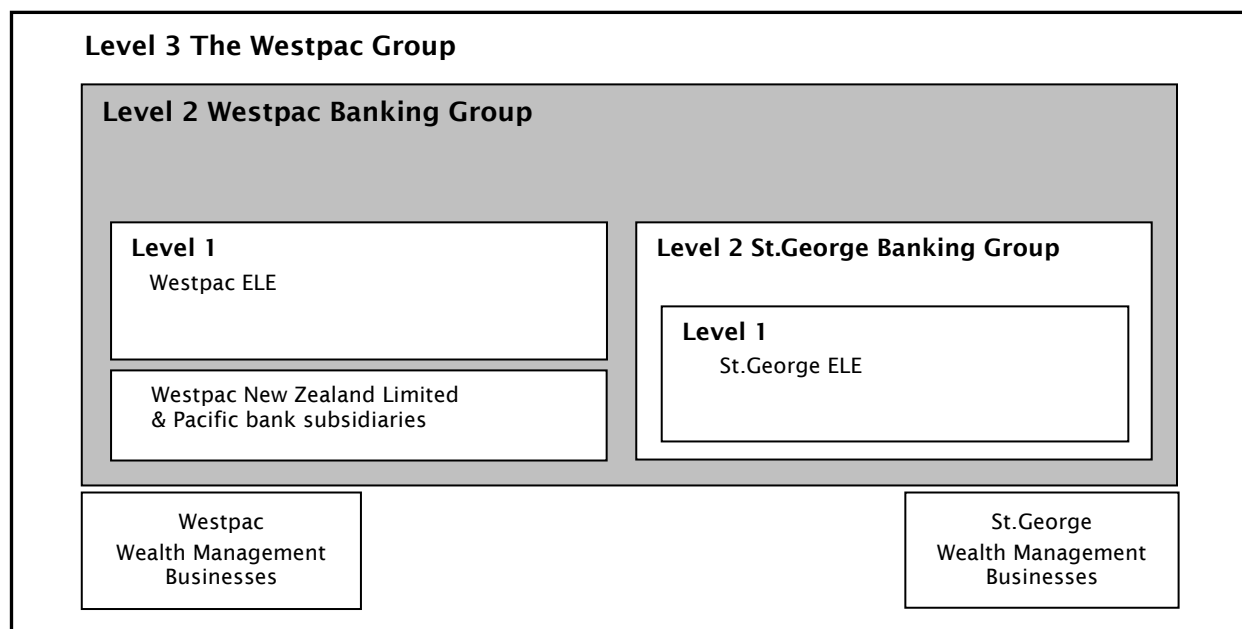 Level 3 The Westpac Group
Level 2 Westpac Banking Group
Level 1
Westpac ELE
Westpac New Zealand Limited
& Pacific bank subsidiaries
Level 2 St.George Banking Group
Level 1
St.George ELE
Westpac
Wealth Management
Businesses
St.George
Wealth Management
Businesses